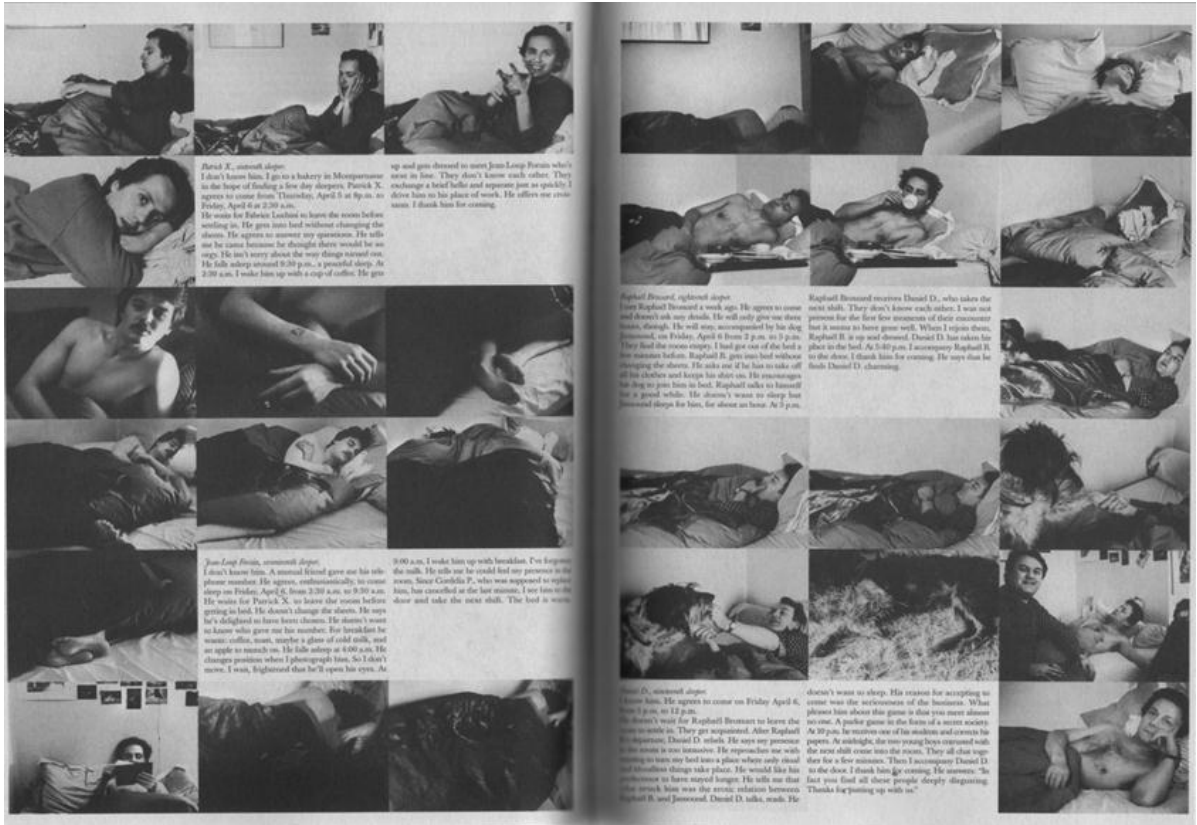 Patrick X., sixteenth sleeper.
I don't know him. I go to a bakery in Montparnasse
in the hope of finding a few day sleepers. Patrick X.
agrees to come from Thursday, April 5 at 8p.m. to
Friday, April 6 at 2:30 a.m.
He waits for Fabrice Luchini to leave the room before
settling in. He gets into bed without changing the
sheets. He agrees to answer my questions. He tells
me he came because he thought there would be an
orgy. He isn't sorry about the way things turned out.
He falls asleep around 9:30 p.m., a peaceful sleep. At
2:30 a.m. I wake him up with a cup of coffee. He gets
up and gets dressed to meet Jean-Loup Forain who's
next in line. They don't know each other. They
exchange a brief hello and separate just as quickly. I
drive him to his place of work. He offers me crois-
sants. I thank him for coming.
Jean-Loup Forain, seventeenth sleeper.
I don't know him. A mutual friend gave me his tele-
phone number. He agrees, enthusiastically, to come
sleep on Friday, April 6, from 2:30 a.m. to 9:30 a.m.
He waits for Patrick X. to leave the room before
getting in bed. He doesn't change the sheets. He says
he's delighted to have been chosen. He doesn't want
to know who gave me his number. For breakfast he
wants: coffee, toast, maybe a glass of cold milk, and
an apple to munch on. He falls asleep at 4:00 a.m. He
changes position when I photograph him. So I don't
move. I wait, frightened that he'll open his eyes. At
9:00 a.m. I wake him up with breakfast. I've forgotten
the milk. He tells me he could feel my presence in the
room. Since Cordelia P., who was supposed to replace
him, has cancelled at the last minute, I see him to the
door and take the next shift. The bed is warm.
Raphaël Brossard, eighteenth sleeper.
I met Raphaël Brossard a week ago. He agrees to come
and doesn't ask any details. He will only give me three
hours, though. He will stay, accompanied by his dog
on Friday, April 6 from 2 p.m. to 5 p.m.
They find the room empty. I had got out of the bed a
few minutes before. Raphaël B. gets into bed without
changing the sheets. He asks me if he has to take off
all his clothes and keeps his shirt on. He encourages
his dog to join him in bed. Raphaël talks to himself
for a good while. He doesn't want to sleep but
sleeps for him, for about an hour. At 5 p.m.
Raphaël Broussard receives Daniel D., who takes the
next shift. They don't know each other. I was not
present for the first few moments of their encounter
but it seems to have gone well. When I rejoin them,
Raphaël B. is up and dressed. Daniel D. has taken his
place in the bed. At 5:40 p.m. I accompany Raphaël B.
to the door. I thank him for coming. He says that he
finds Daniel D. charming.
Daniel D., nineteenth sleeper.
I know him. He agrees to come on Friday April 6,
from 5 p.m. to 12 p.m.
He doesn't wait for Raphaël Broussart to leave the
room to settle in. They get acquainted. After Raphaël
departure, Daniel D. rebels. He says my presence
in the room is too intrusive. He reproaches me with
wanting to turn my bed into a place where only ritual
and bloodless things take place. He would like his
predecessor to have stayed longer. He tells me that
what struck him was the erotic relation between
Raphaël B. and Daniel D. talks, reads. He
doesn't want to sleep. His reason for accepting to
come was the seriousness of the business. What
pleases him about this game is that you meet almost
no one. A parlor game in the form of a secret society.
At 10 p.m. he receives one of his students and corrects his
papers. At midnight, the two young boys entrusted with
the next shift come into the room. They all chat toge-
ther for a few minutes. Then I accompany Daniel D.
to the door. I thank him for coming. He answers: "In
fact you find all these people deeply disgusting.
Thanks for putting up with us."